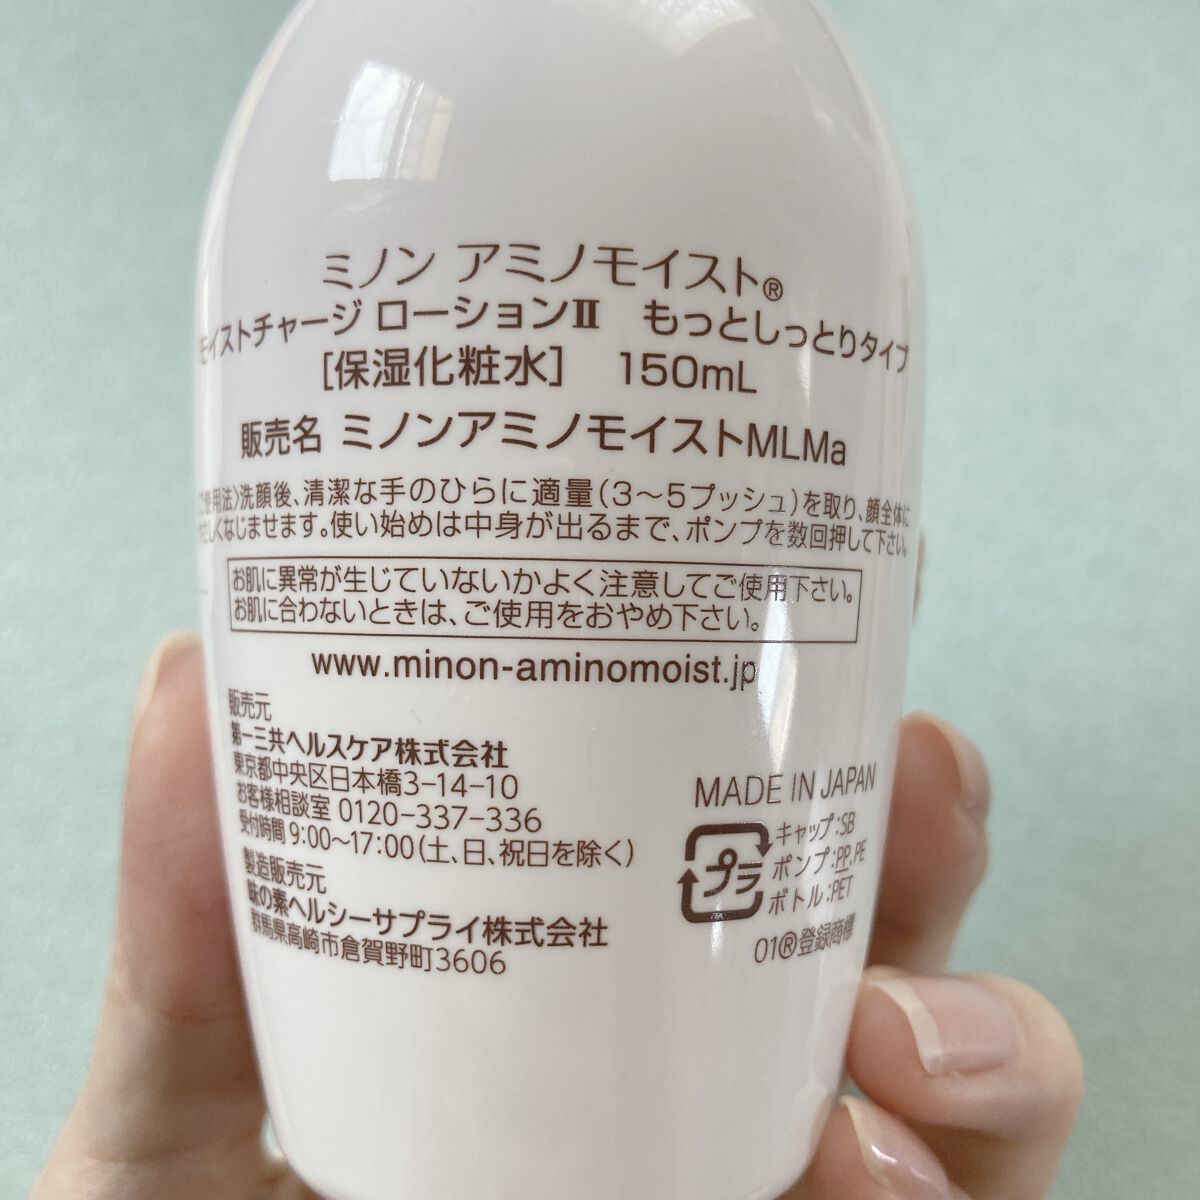 ミノン アミノモイスト®
モイストチャージ ローションⅡ もっとしっとりタイプ
[保湿化粧水] 150mL
販売名 ミノンアミノモイストMLMa
使用法〉洗顔後、清潔な手のひらに適量(3〜5プッシュ)を取り、顔全体に
やさしくなじませます。使い始めは中身が出るまで、ポンプを数回押して下さい。
お肌に異常が生じていないかよく注意してご使用下さい。
お肌に合わないときは、ご使用をおやめ下さい。
www.minon-aminomoist.jp
販売元
第一三共ヘルスケア株式会社
東京都中央区日本橋3-14-10
お客様相談室 0120-337-336
受付時間 9:00〜17:00(土、日、祝日を除く)
製造販売元
味の素ヘルシーサプライ株式会社
群馬県高崎市倉賀野町3606
MADE IN JAPAN
プラ
キャップ:SB
ポンプ:PP,PE
ボトル:PET
01®登録商標